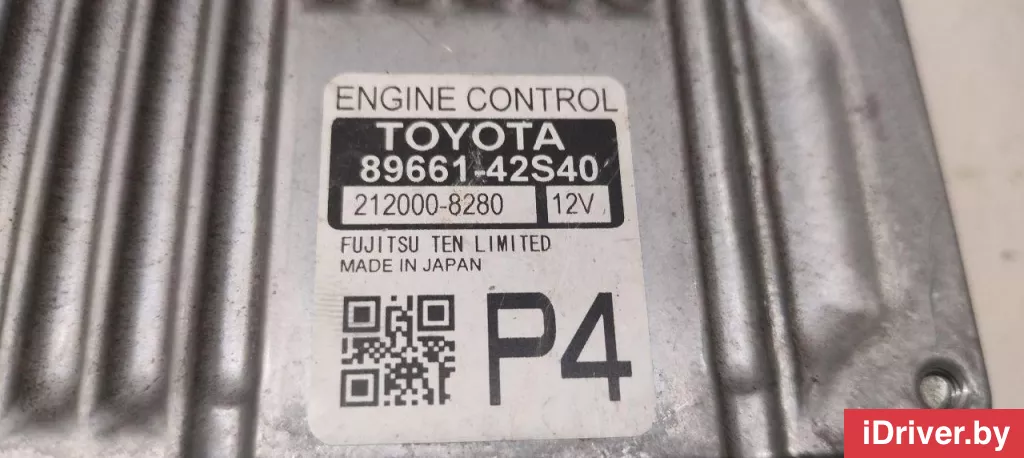 ENGINE CONTROL
TOYOTA
89661-42S40
212000-8280 12V
FUJITSU TEN LIMITED
MADE IN JAPAN
P4
iDriver.by